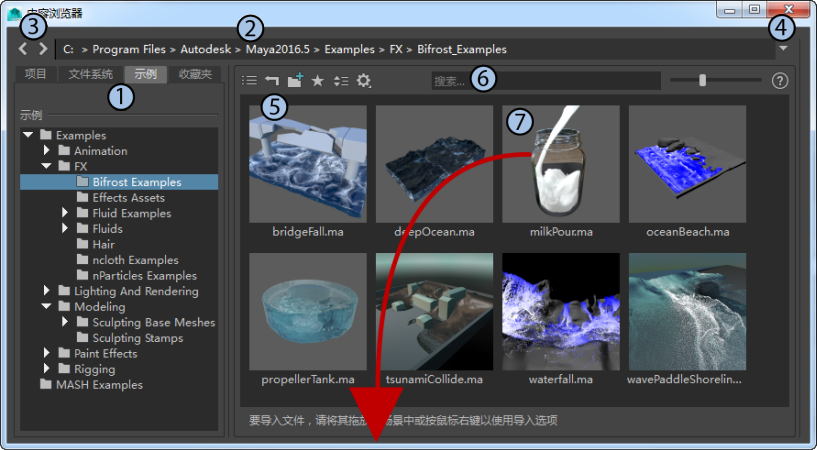 内容浏览器
3
2
4
C: > Program Files > Autodesk > Maya2016.5 > Examples > FX > Bifrost_Examples
项目 文件系统 示例 收藏夹
1
搜索...
6
?
示例
5
7
Examples
Animation
FX
Bifrost Examples
Effects Assets
Fluid Examples
Fluids
Hair
ncloth Examples
nParticles Examples
Lighting And Rendering
Modeling
Sculpting Base Meshes
Sculpting Stamps
Paint Effects
Rigging
MASH Examples
bridgeFall.ma
deepOcean.ma
milkPour.ma
oceanBeach.ma
propellerTank.ma
tsunamiCollide.ma
waterfall.ma
wavePaddleShorelin...
要导入文件，请将其拖放 场景中或按鼠标右键以使用导入选项